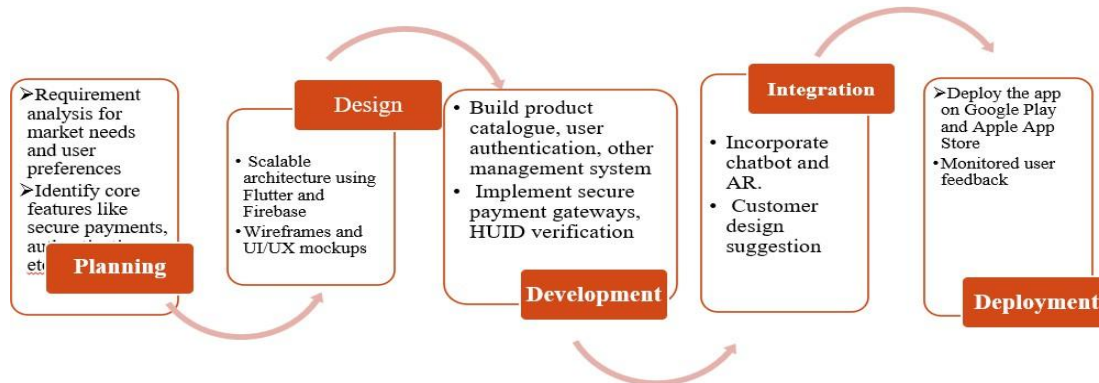 ➢Requirement
analysis for
market needs
and user
preferences
➢Identify core
features like
secure payments,
Planning
Design
• Scalable
architecture using
Flutter and
Firebase
• Wireframes and
UI/UX mockups
• Build product
catalogue, user
authentication, other
management system
• Implement secure
payment gateways,
HUID verification
Development
Integration
• Incorporate
chatbot and
AR.
• Customer
design
suggestion
➢Deploy the app
on Google Play
and Apple App
Store
• Monitored user
feedback
Deployment